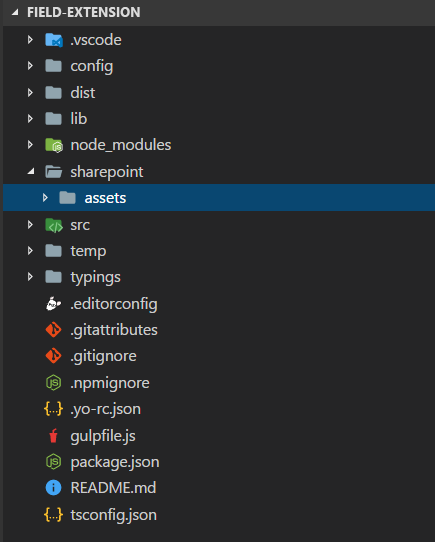 FIELD-EXTENSION
.vscode
config
dist
lib
node_modules
sharepoint
assets
src
temp
typings
.editorconfig
.gitattributes
.gitignore
.npmignore
.yo-rc.json
gulpfile.js
package.json
README.md
tsconfig.json